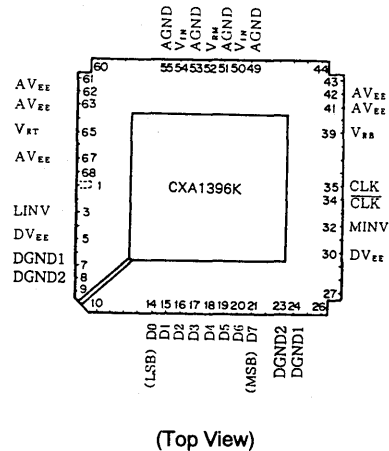 AGND
VIN
AGND
VRM
AGND
VIN
AGND
60 55 54 53 52 51 50 49 44
AVEE 61
62
AVEE 63
VRT 65
AVEE 67
68
1
LINV 3
DVEE 5
DGND1 7
DGND2 8
9
CXA1396K
43
42 AVEE
41 AVEE
39 VRB
35 CLK
34 CLK
32 MINV
30 DVEE
27
10 14 15 16 17 18 19 20 21 23 24 26
(LSB) D0
D1
D2
D3
D4
D5
D6
(MSB) D7
DGND2
DGND1
(Top View)